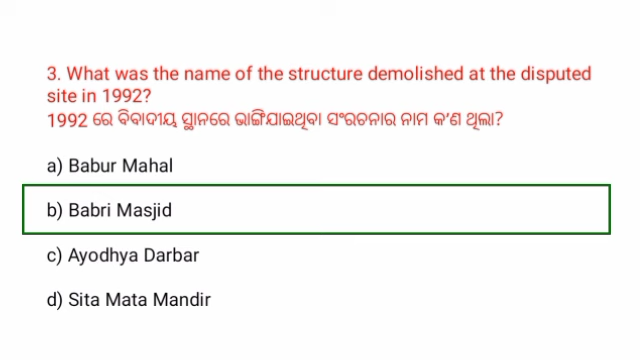 3. What was the name of the structure demolished at the disputed
site in 1992?
1992 ରେ ବିବାଦୀୟ ସ୍ଥାନରେ ଭାଙ୍ଗିଯାଇଥିବା ସଂରଚନାର ନାମ କ'ଣ ଥିଲା?
a) Babur Mahal
b) Babri Masjid
c) Ayodhya Darbar
d) Sita Mata Mandir